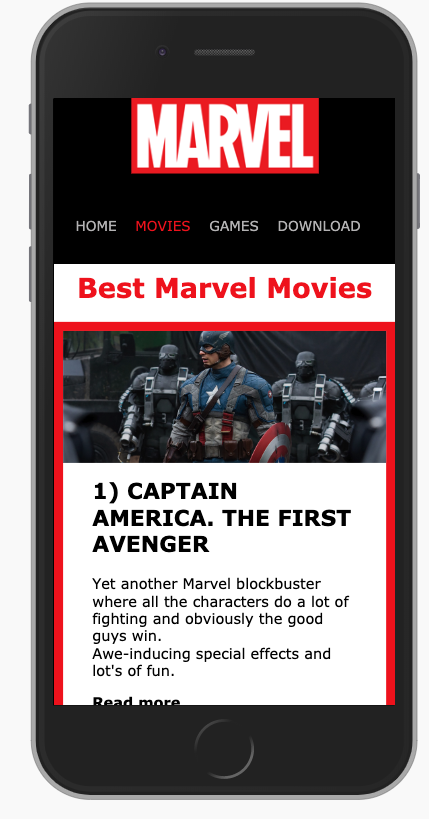 MARVEL
HOME MOVIES GAMES DOWNLOAD
Best Marvel Movies
1) CAPTAIN
AMERICA. THE FIRST
AVENGER
Yet another Marvel blockbuster
where all the characters do a lot of
fighting and obviously the good
guys win.
Awe-inducing special effects and
lot's of fun.
Read more